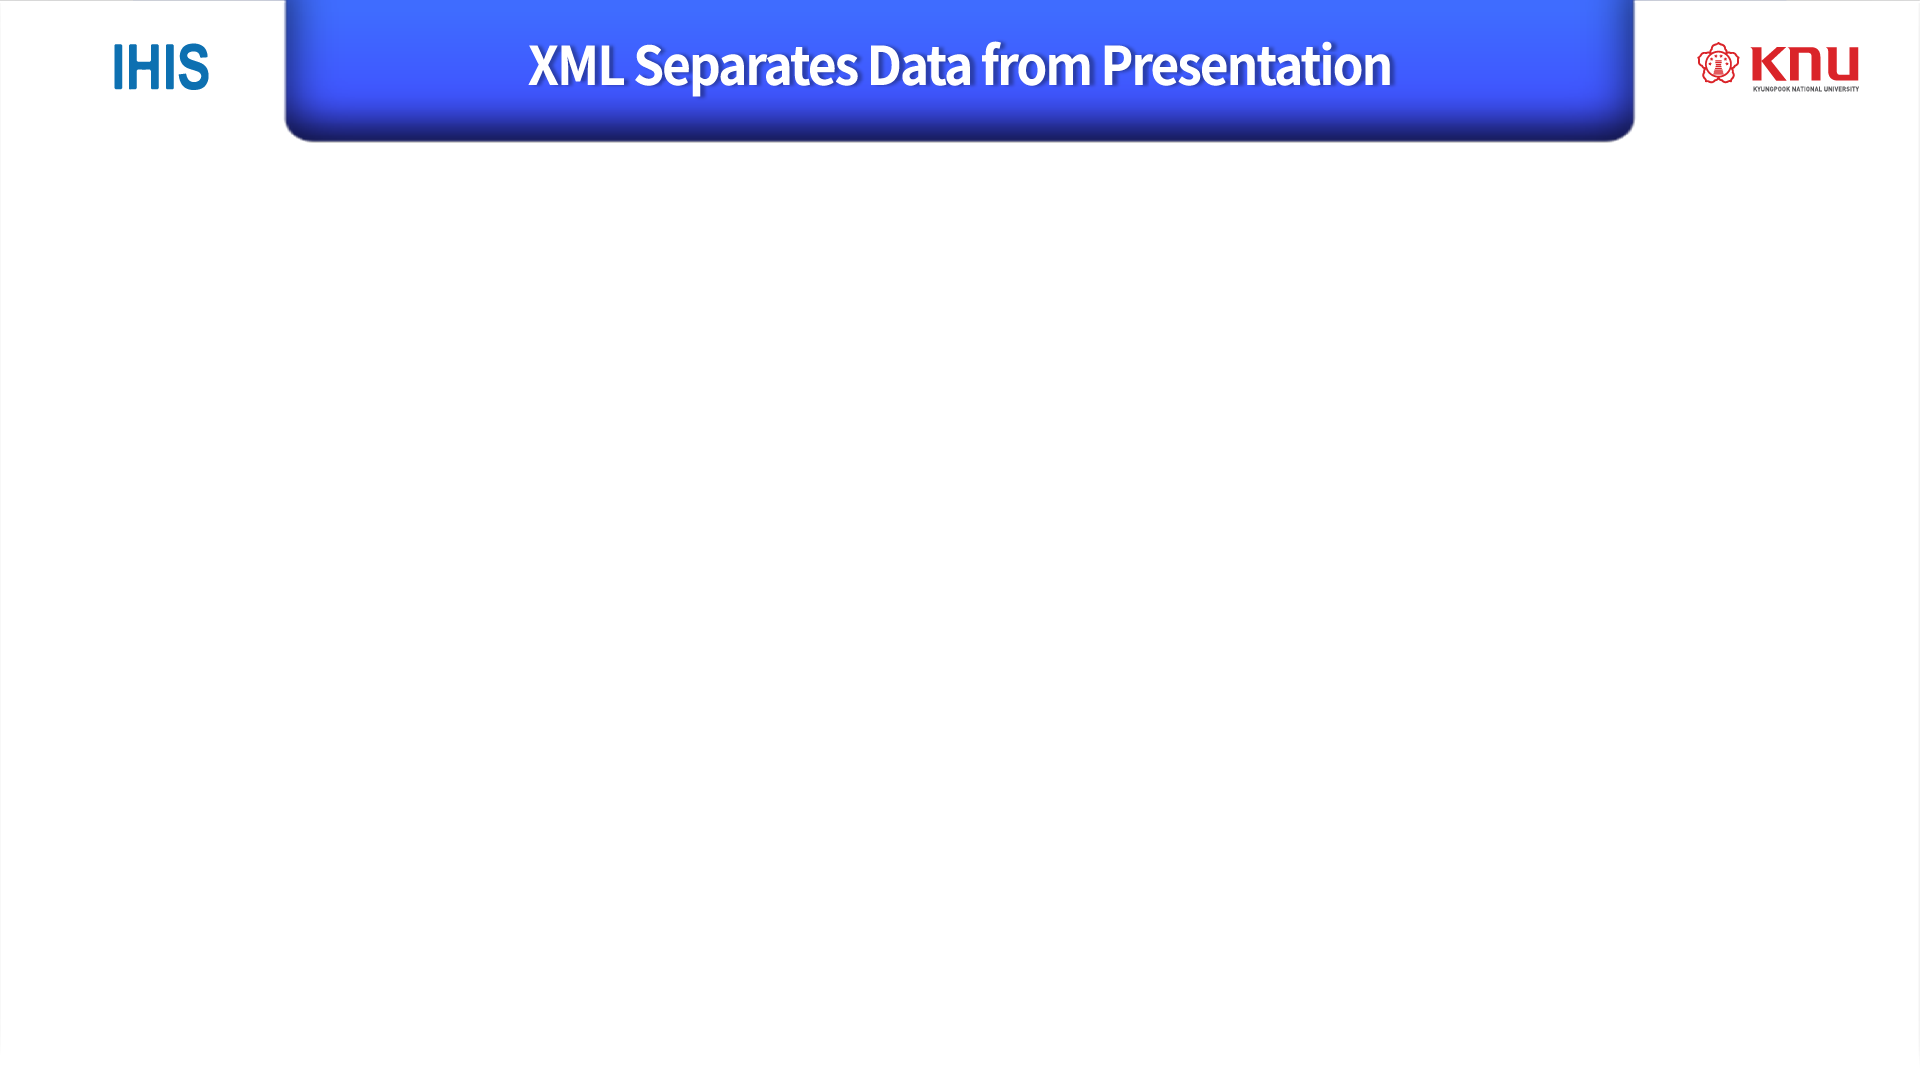 IHIS
XML Separates Data from Presentation
KNU
KYUNGPOOK NATIONAL UNIVERSITY